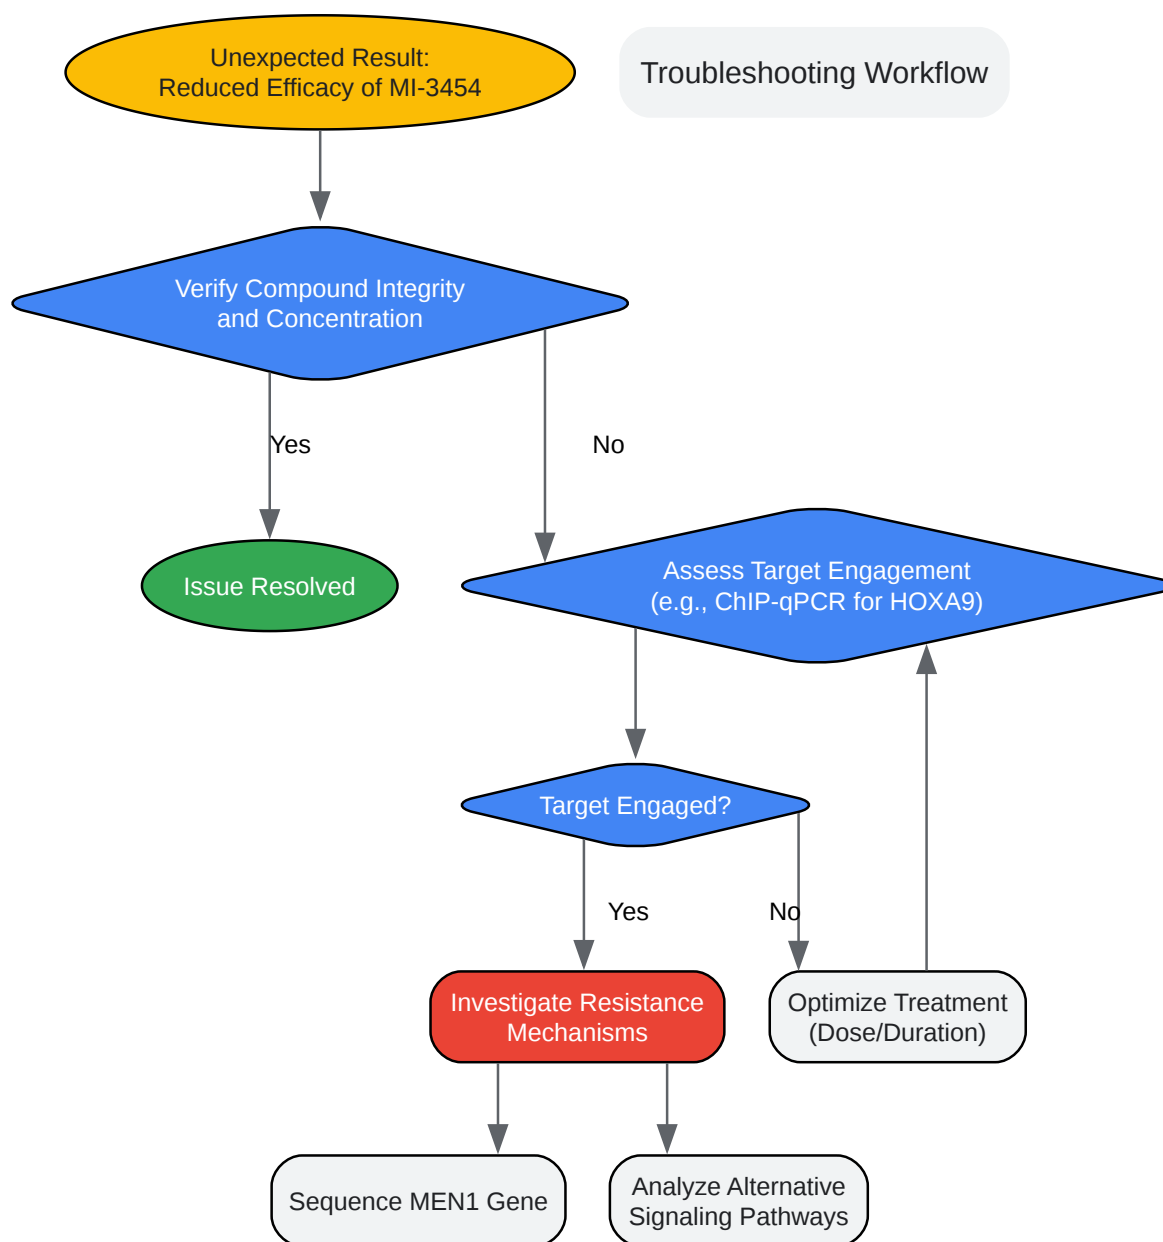 Unexpected Result:
Reduced Efficacy of MI-3454
Troubleshooting Workflow
Verify Compound Integrity
and Concentration
Yes
No
Issue Resolved
Assess Target Engagement
(e.g., ChIP-qPCR for HOXA9)
Target Engaged?
Yes
No
Investigate Resistance
Mechanisms
Optimize Treatment
(Dose/Duration)
Sequence MEN1 Gene
Analyze Alternative
Signaling Pathways